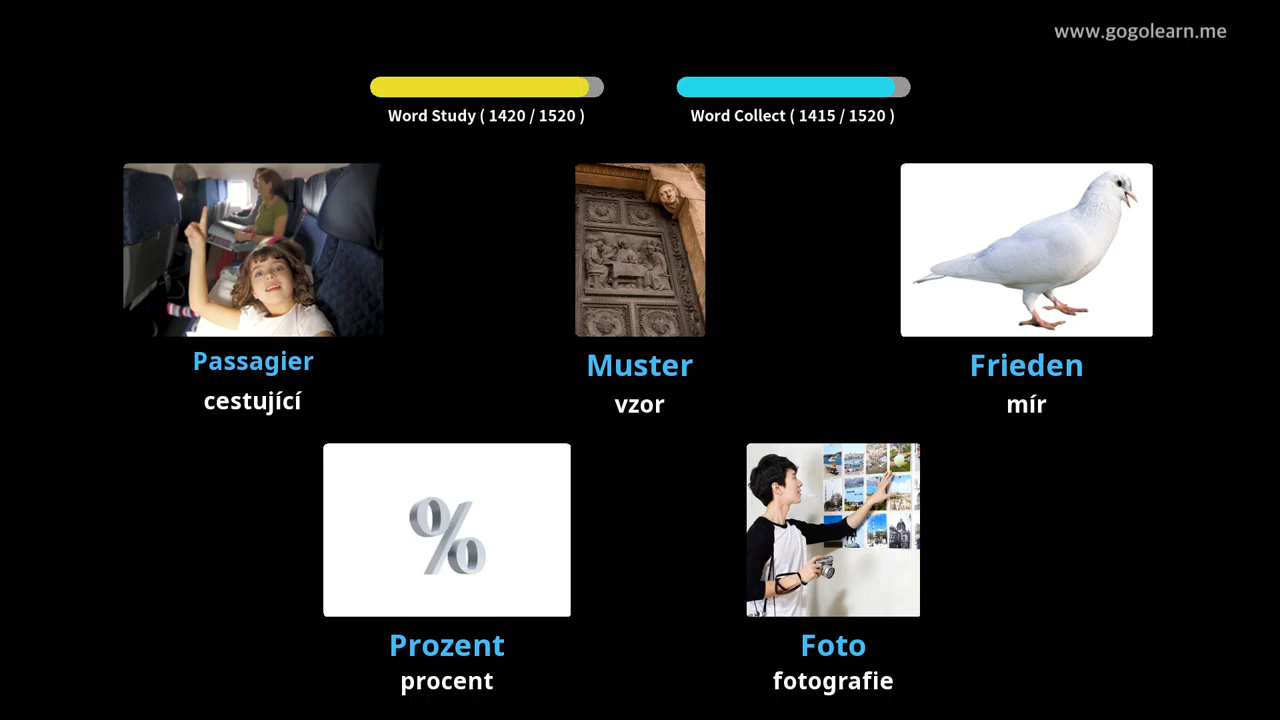 www.gogolearn.me
Word Study ( 1420 / 1520 )
Word Collect ( 1415 / 1520 )
Passagier
cestující
Muster
vzor
Frieden
mír
%
Prozent
procent
Foto
fotografie